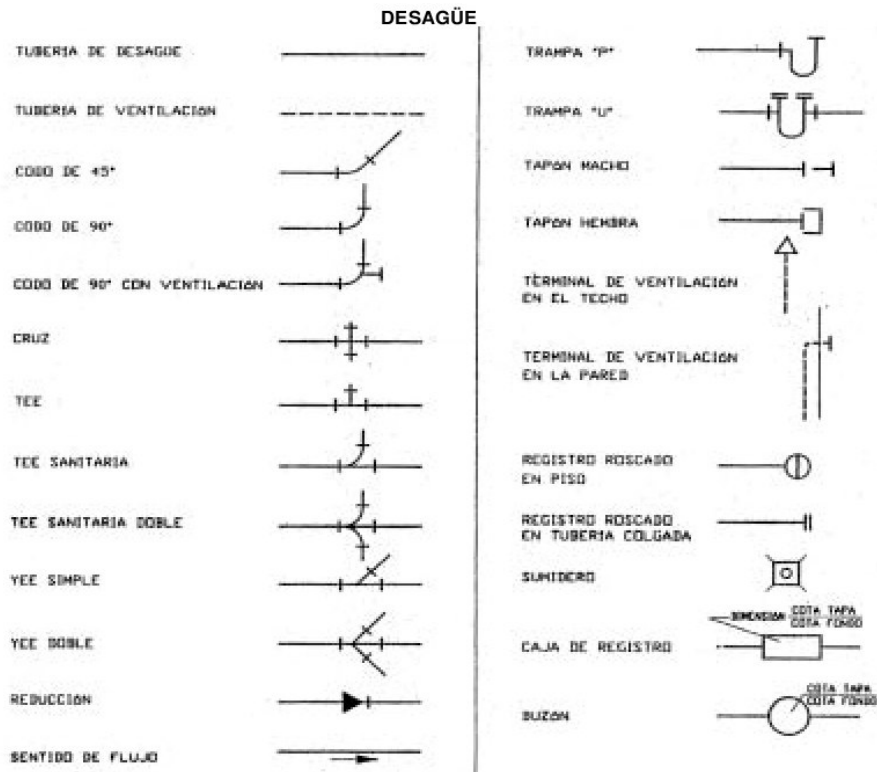 DESAGÜE
TUBERIA DE DESAGUE
TUBERIA DE VENTILACION
CODO DE 45°
CODO DE 90°
CODO DE 90° CON VENTILACION
CRUZ
TEE
TEE SANITARIA
TEE SANITARIA DOBLE
YEE SIMPLE
YEE DOBLE
REDUCCION
SENTIDO DE FLUJO
TRAMPA "P"
TRAMPA "U"
TAPON MACHO
TAPON HEMBRA
TERMINAL DE VENTILACION
EN EL TECHO
TERMINAL DE VENTILACION
EN LA PARED
REGISTRO ROSCADO
EN PISO
REGISTRO ROSCADO
EN TUBERIA COLGADA
SUMIDERO
DIMENSION COTA TAPA
COTA FONDO
CAJA DE REGISTRO
COTA TAPA
COTA FONDO
BUZON